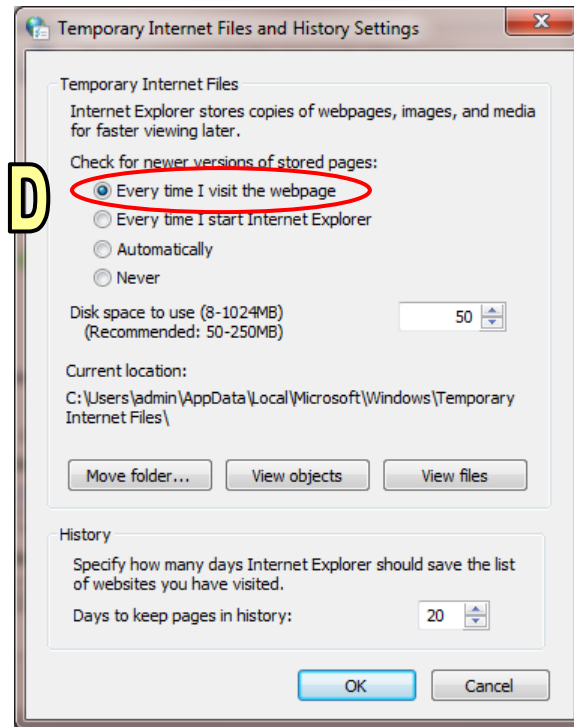 Temporary Internet Files and History Settings
Temporary Internet Files
Internet Explorer stores copies of webpages, images, and media
for faster viewing later.
Check for newer versions of stored pages:
D
Every time I visit the webpage
Every time I start Internet Explorer
Automatically
Never
Disk space to use (8-1024MB)
(Recommended: 50-250MB)
50
Current location:
C:\Users\admin\AppData\Local\Microsoft\Windows\Temporary
Internet Files\
Move folder... View objects View files
History
Specify how many days Internet Explorer should save the list
of websites you have visited.
Days to keep pages in history: 20
OK Cancel